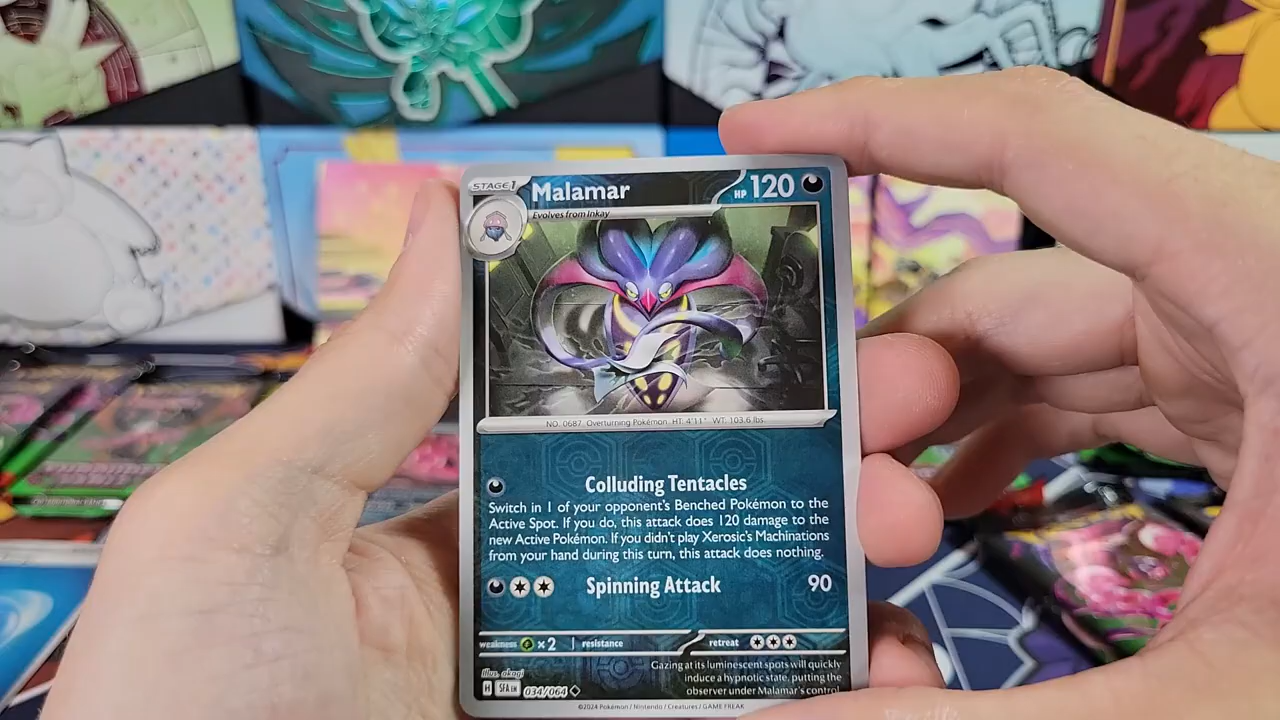 STAGE 1 Malamar HP 120
Evolves from Inkay
NO. 0687 Overturning Pokémon HT: 4'11" WT: 103.6 lbs.
Colluding Tentacles
Switch in 1 of your opponent's Benched Pokémon to the
Active Spot. If you do, this attack does 120 damage to the
new Active Pokémon. If you didn't play Xerosic's Machinations
from your hand during this turn, this attack does nothing.
Spinning Attack 90
weakness ×2 resistance retreat
Gazing at its luminescent spots will quickly
induce a hypnotic state, putting the
observer under Malamar's control.
Illus. akagi
H SFA EN 034/064
©2024 Pokémon / Nintendo / Creatures / GAME FREAK